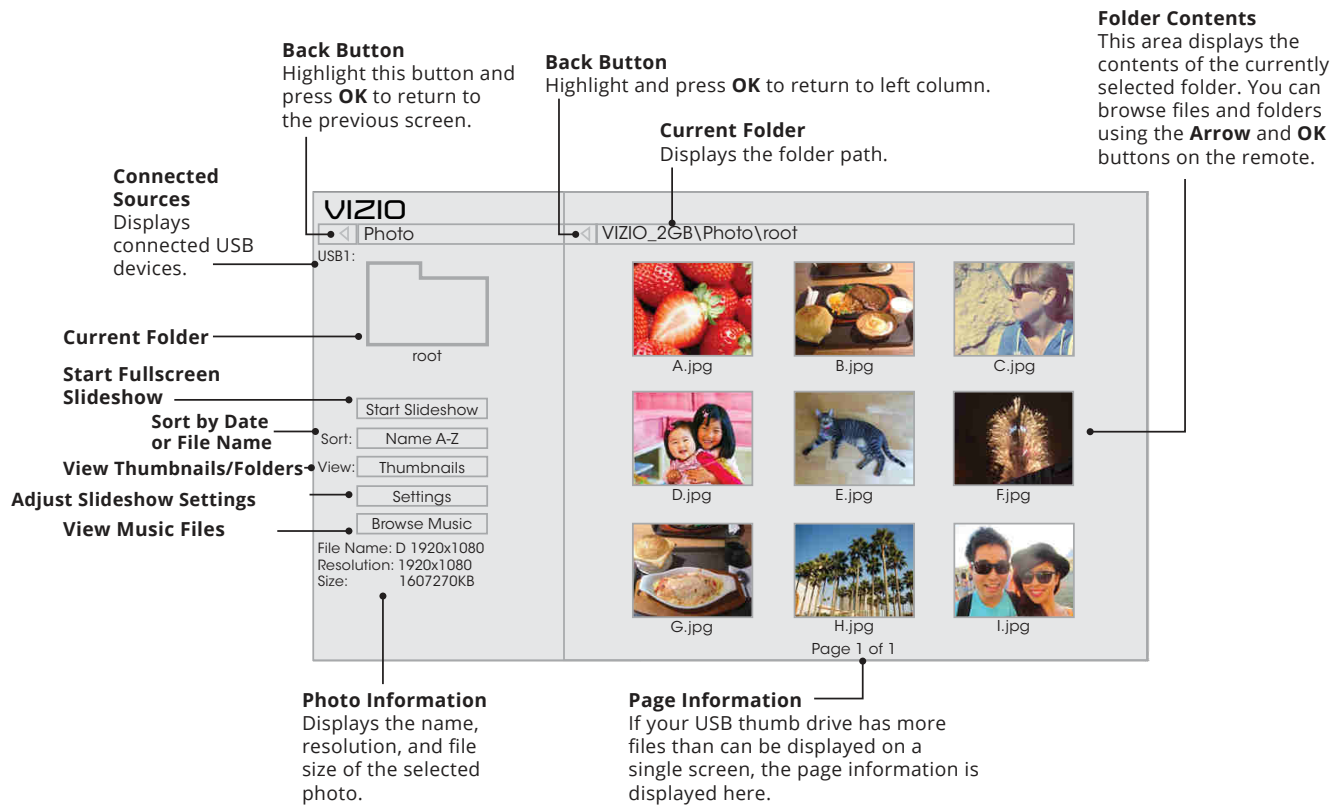 Folder Contents
This area displays the
contents of the currently
selected folder. You can
browse files and folders
using the Arrow and OK
buttons on the remote.
Back Button
Highlight this button and
press OK to return to
the previous screen.
Back Button
Highlight and press OK to return to left column.
Current Folder
Displays the folder path.
Connected
Sources
Displays
connected USB
devices.
VIZIO
Photo
VIZIO_2GB\Photo\root
USB1:
root
Current Folder
Start Fullscreen
Slideshow
Start Slideshow
Sort by Date
or File Name
Sort:
Name A-Z
View Thumbnails/Folders
View:
Thumbnails
Adjust Slideshow Settings
Settings
View Music Files
Browse Music
File Name: D 1920x1080
Resolution: 1920x1080
Size: 1607270KB
A.jpg
B.jpg
C.jpg
D.jpg
E.jpg
F.jpg
G.jpg
H.jpg
I.jpg
Page 1 of 1
Photo Information
Displays the name,
resolution, and file
size of the selected
photo.
Page Information
If your USB thumb drive has more
files than can be displayed on a
single screen, the page information is
displayed here.